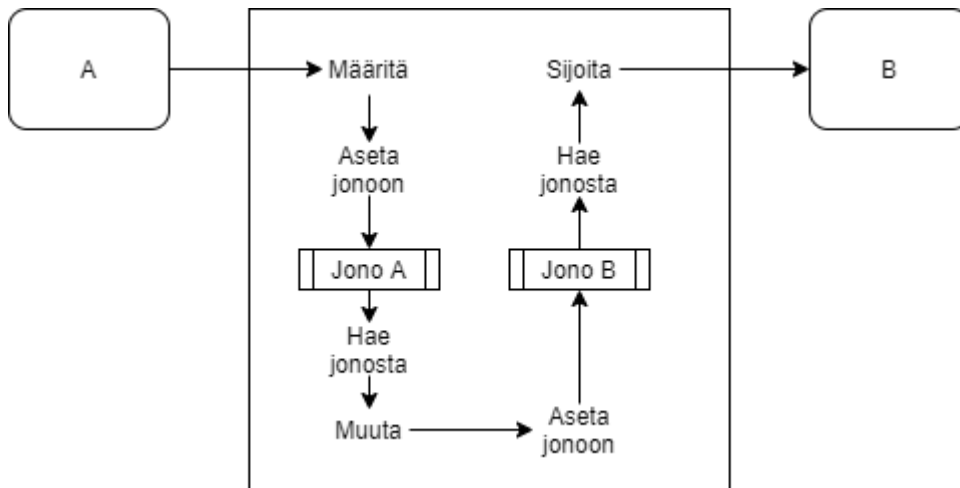 A
Määritä
Aseta
jonoon
Jono A
Hae
jonosta
Muuta
Aseta
jonoon
Jono B
Hae
jonosta
Sijoita
B